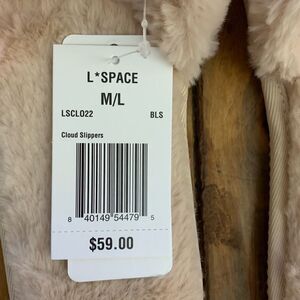 L*SPACE
M/L
LSCLO22 BLS
Cloud Slippers
8 40149 54479 5
$59.00